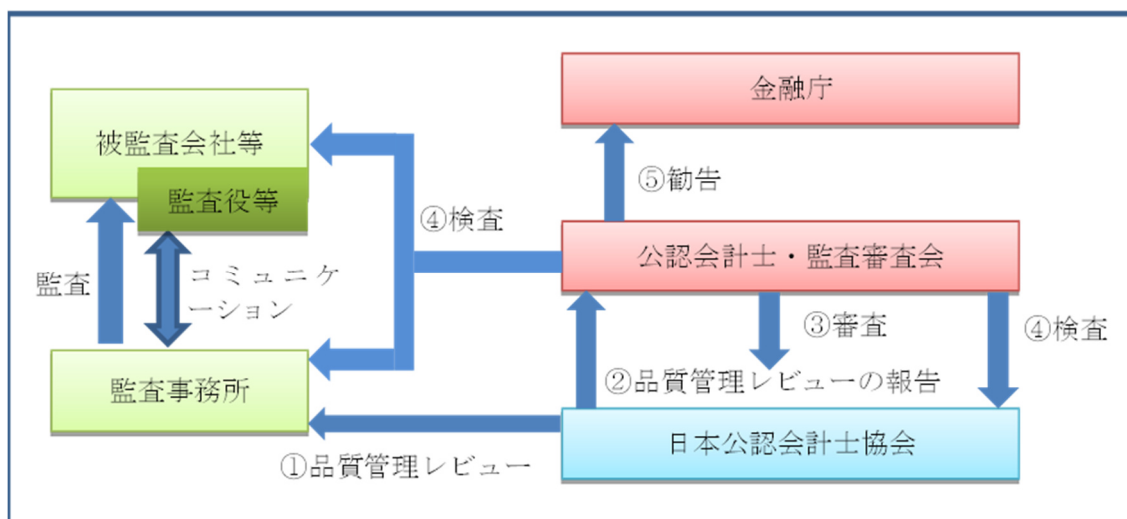 金融庁
被監査会社等
監査役等
⑤勧告
④検査
公認会計士・監査審査会
監査
コミュニケ
ーション
③審査
④検査
監査事務所
②品質管理レビューの報告
日本公認会計士協会
①品質管理レビュー